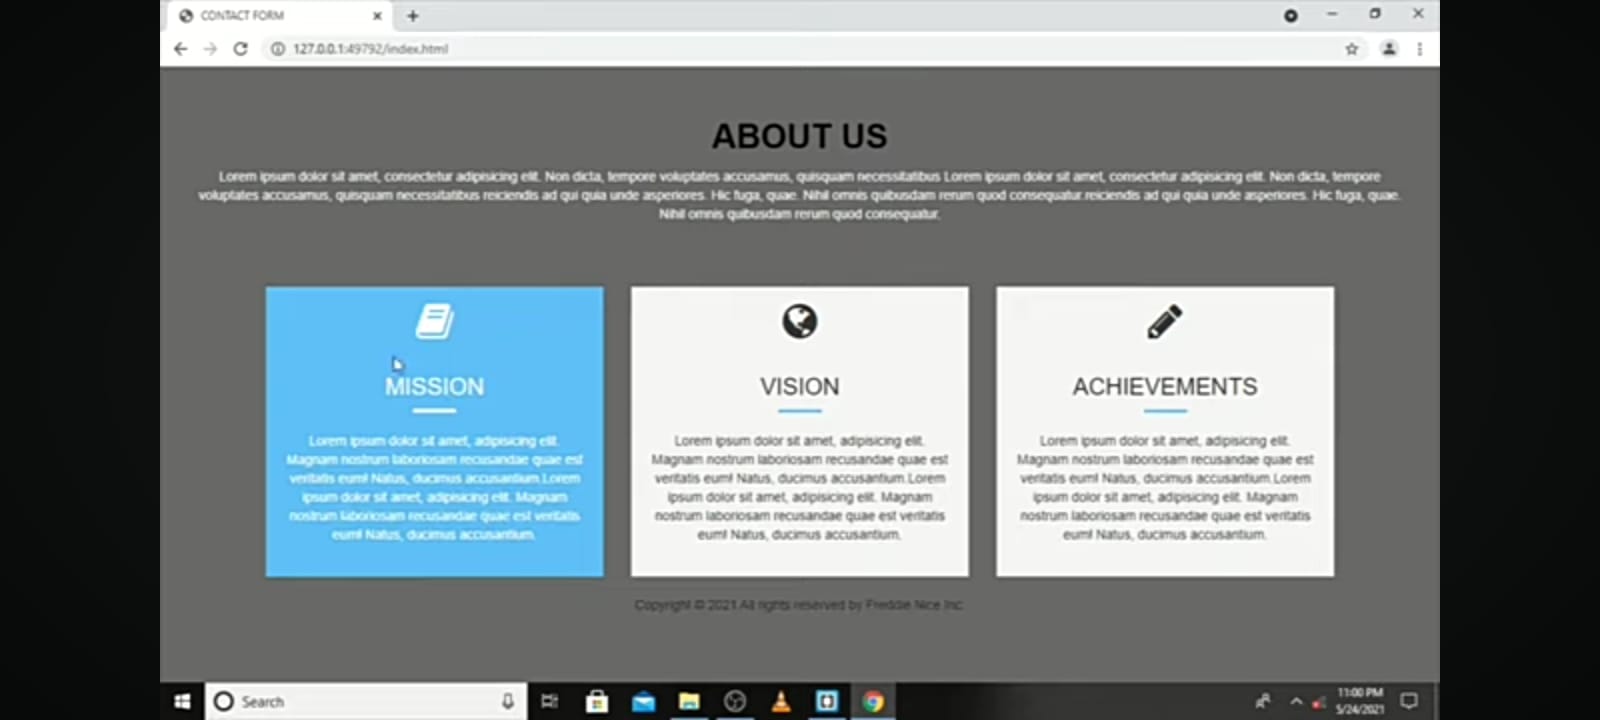 CONTACT FORM
127.0.0.1:49792/index.html
ABOUT US
Lorem ipsum dolor sit amet, consectetur adipisicing elit. Non dicta, tempore voluptates accusamus, quisquam necessitatibus Lorem ipsum dolor sit amet, consectetur adipisicing elit. Non dicta, tempore
voluptates accusamus, quisquam necessitatibus reiciendis ad qui quia unde asperiores. Hic fuga, quae. Nihil omnis quibusdam rerum quod consequatur.reiciendis ad qui quia unde asperiores. Hic fuga, quae.
Nihil omnis quibusdam rerum quod consequatur.
MISSION
Lorem ipsum dolor sit amet, adipisicing elit.
Magnam nostrum laboriosam recusandae quae est
veritatis eum! Natus, ducimus accusantium.Lorem
ipsum dolor sit amet, adipisicing elit. Magnam
nostrum laboriosam recusandae quae est veritatis
eum! Natus, ducimus accusantium.
VISION
Lorem ipsum dolor sit amet, adipisicing elit.
Magnam nostrum laboriosam recusandae quae est
veritatis eum! Natus, ducimus accusantium.Lorem
ipsum dolor sit amet, adipisicing elit. Magnam
nostrum laboriosam recusandae quae est veritatis
eum! Natus, ducimus accusantium.
ACHIEVEMENTS
Lorem ipsum dolor sit amet, adipisicing elit.
Magnam nostrum laboriosam recusandae quae est
veritatis eum! Natus, ducimus accusantium.Lorem
ipsum dolor sit amet, adipisicing elit. Magnam
nostrum laboriosam recusandae quae est veritatis
eum! Natus, ducimus accusantium.
Copyright © 2021 All rights reserved by Freddie Nice Inc.
Search
11:00 PM
5/24/2021